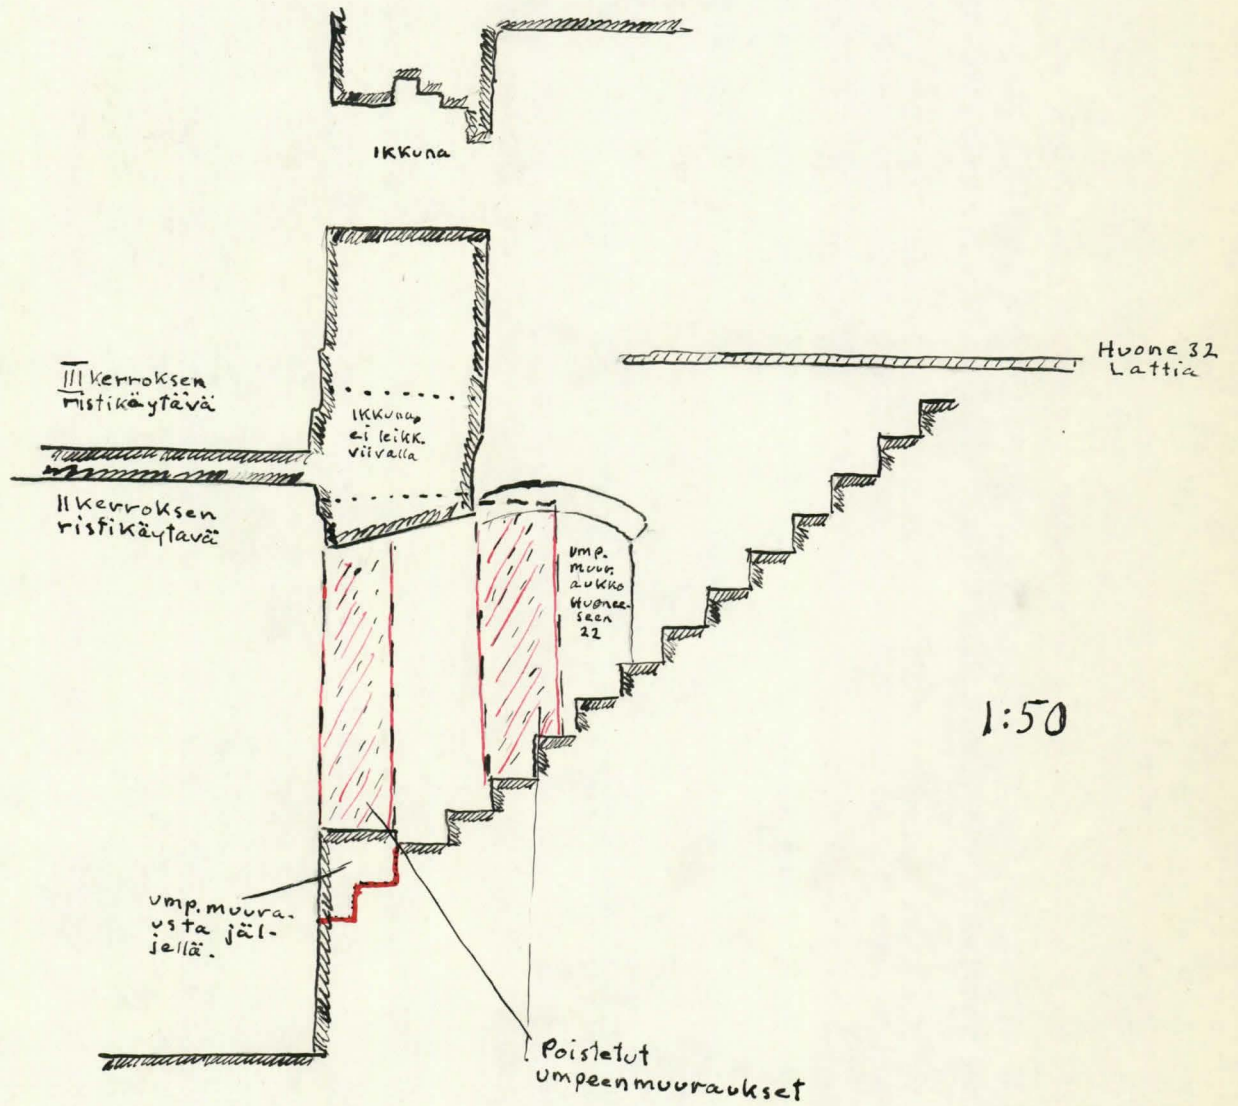 Ikkuna
III kerroksen
ristikäytävä
Huone 32
Lattia
Ikkuna,
ei leikk.
viivalla
II kerroksen
ristikäytavä
ump.
muur.
aukko
Huonee-
seen
22
1:50
ump.muura-
usta jäl-
jellä.
Poistetut
umpeenmuuraukset